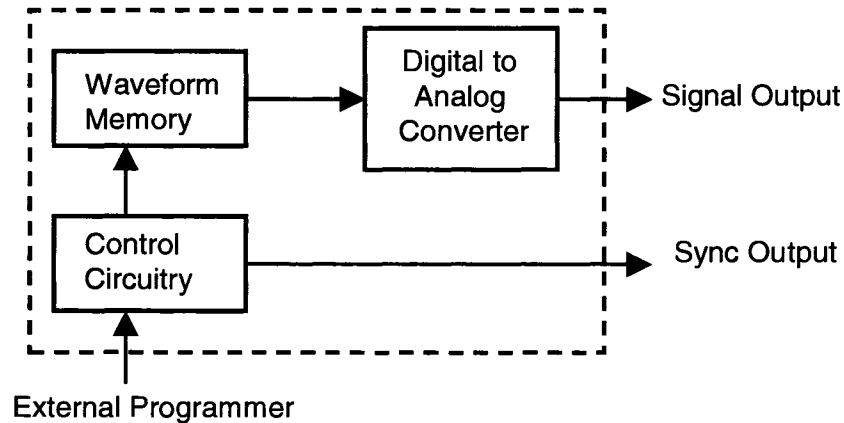 Waveform
Memory
Digital to
Analog
Converter
Signal Output
Control
Circuitry
Sync Output
External Programmer